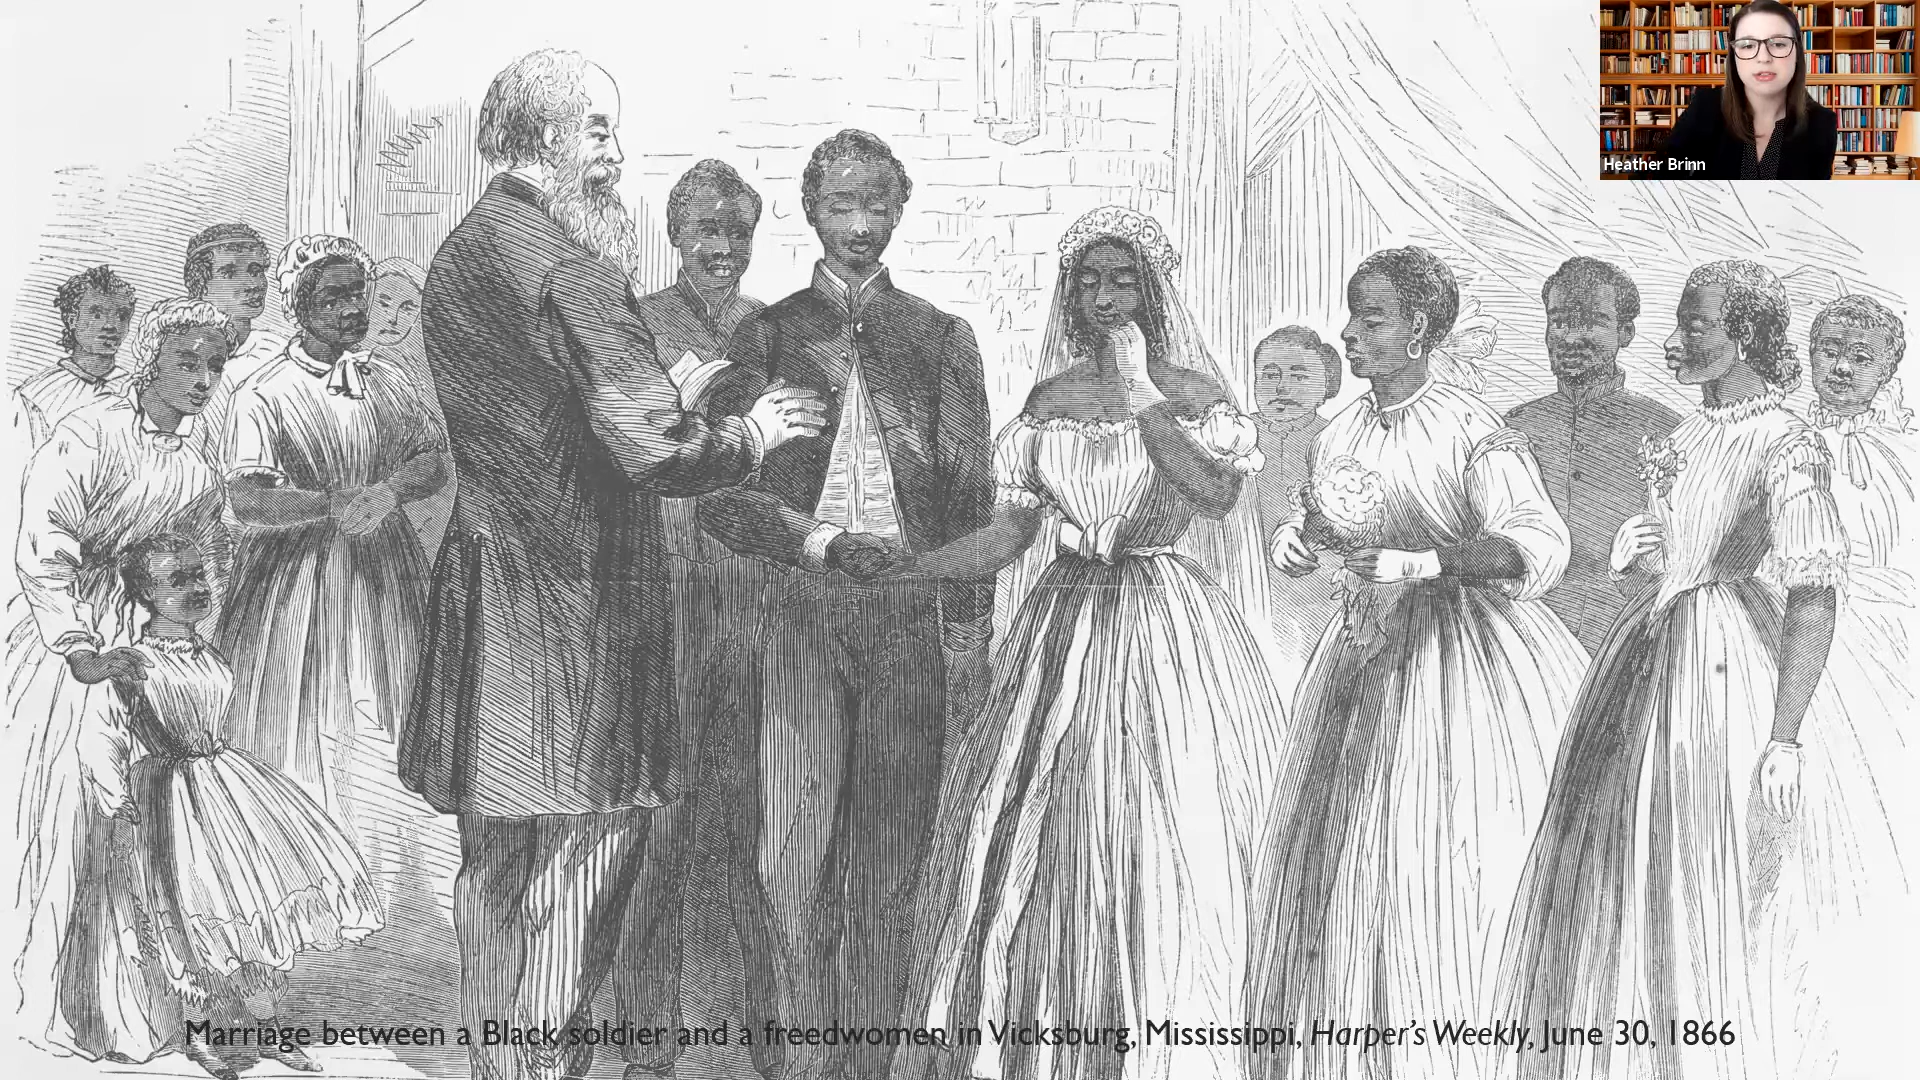 Heather Brinn
Marriage between a Black soldier and a freedwomen in Vicksburg, Mississippi, Harper's Weekly, June 30, 1866